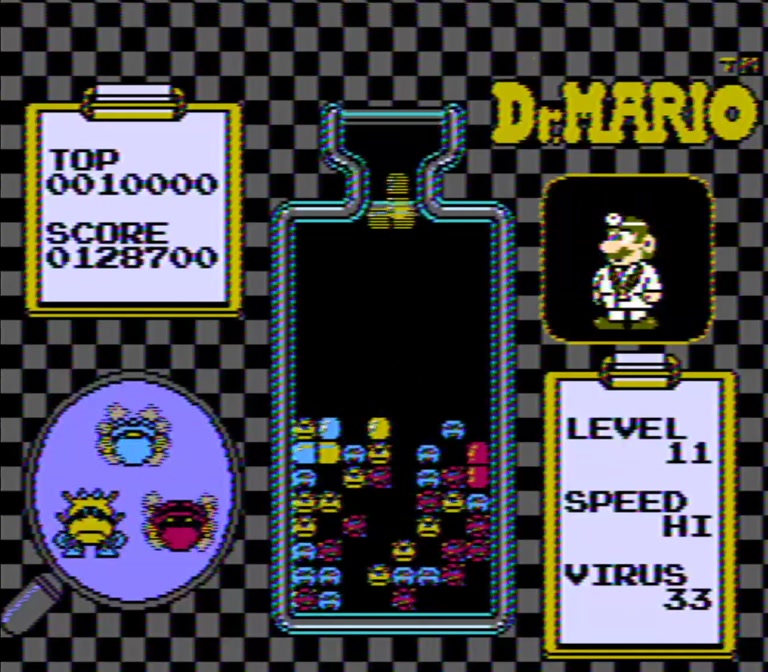 TM
Dr. MARIO
TOP
0010000
SCORE
0128700
LEVEL
11
SPEED
HI
VIRUS
33